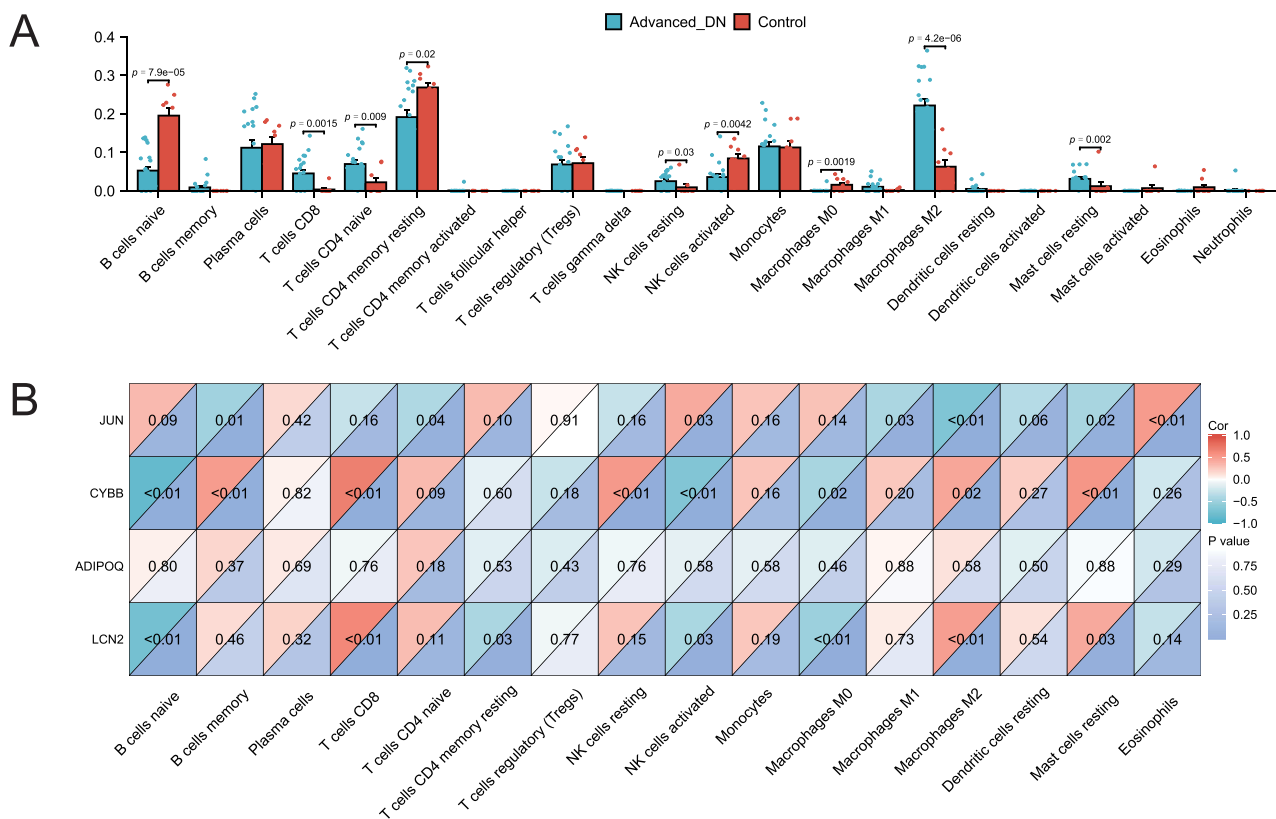 A
Advanced_DN
Control
0.4
0.3
0.2
0.1
0.0
p = 7.9e−05
p = 0.0015
p = 0.009
p = 0.02
p = 0.03
p = 0.0042
p = 0.0019
p = 4.2e−06
p = 0.002
B cells naive
B cells memory
Plasma cells
T cells CD8
T cells CD4 naive
T cells CD4 memory resting
T cells CD4 memory activated
T cells follicular helper
T cells regulatory (Tregs)
T cells gamma delta
NK cells resting
NK cells activated
Monocytes
Macrophages M0
Macrophages M1
Macrophages M2
Dendritic cells resting
Dendritic cells activated
Mast cells resting
Mast cells activated
Eosinophils
Neutrophils
B
JUN 0.09 0.01 0.42 0.16 0.04 0.10 0.91 0.16 0.03 0.16 0.14 0.03 <0.01 0.06 0.02 <0.01
CYBB <0.01 <0.01 0.82 <0.01 0.09 0.60 0.18 <0.01 <0.01 0.16 0.02 0.20 0.02 0.27 <0.01 0.26
ADIPOQ 0.80 0.37 0.69 0.76 0.18 0.53 0.43 0.76 0.58 0.58 0.46 0.88 0.58 0.50 0.88 0.29
LCN2 <0.01 0.46 0.32 <0.01 0.11 0.03 0.77 0.15 0.03 0.19 <0.01 0.73 <0.01 0.54 0.03 0.14
Cor
1.0
0.5
0.0
−0.5
−1.0
P value
0.75
0.50
0.25
B cells naive
B cells memory
Plasma cells
T cells CD8
T cells CD4 naive
T cells CD4 memory resting
T cells regulatory (Tregs)
NK cells resting
NK cells activated
Monocytes
Macrophages M0
Macrophages M1
Macrophages M2
Dendritic cells resting
Mast cells resting
Eosinophils